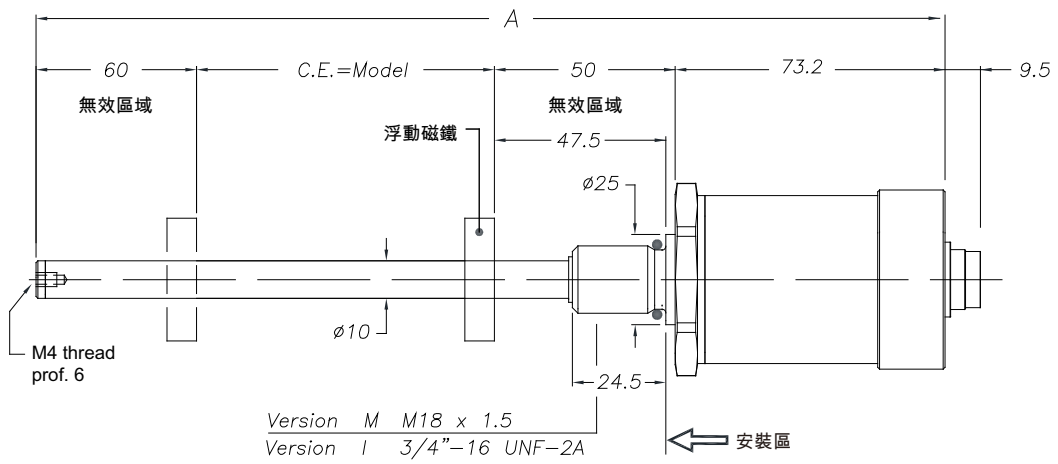 A
60
C.E.=Model
50
73.2
9.5
無效區域
無效區域
浮動磁鐵
47.5
ø25
ø10
M4 thread
prof. 6
24.5
Version M M18 x 1.5
Version I 3/4”-16 UNF-2A
安裝區